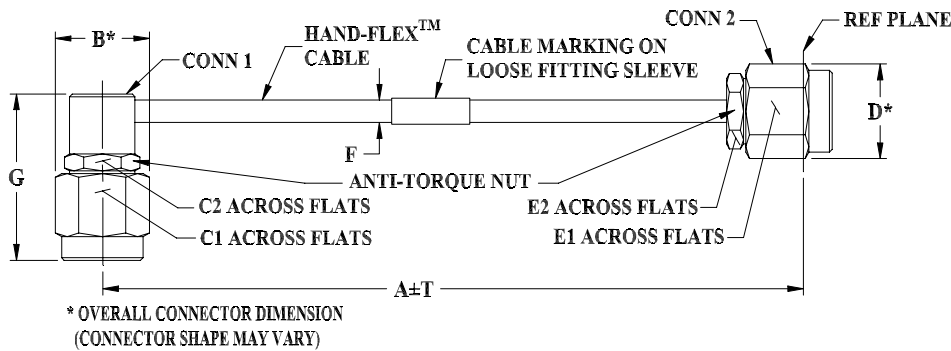 CONN 2
REF PLANE
B*
HAND-FLEX™
CABLE
CABLE MARKING ON
LOOSE FITTING SLEEVE
CONN 1
D*
F
G
ANTI-TORQUE NUT
C2 ACROSS FLATS
E2 ACROSS FLATS
C1 ACROSS FLATS
E1 ACROSS FLATS
A±T
* OVERALL CONNECTOR DIMENSION
(CONNECTOR SHAPE MAY VARY)